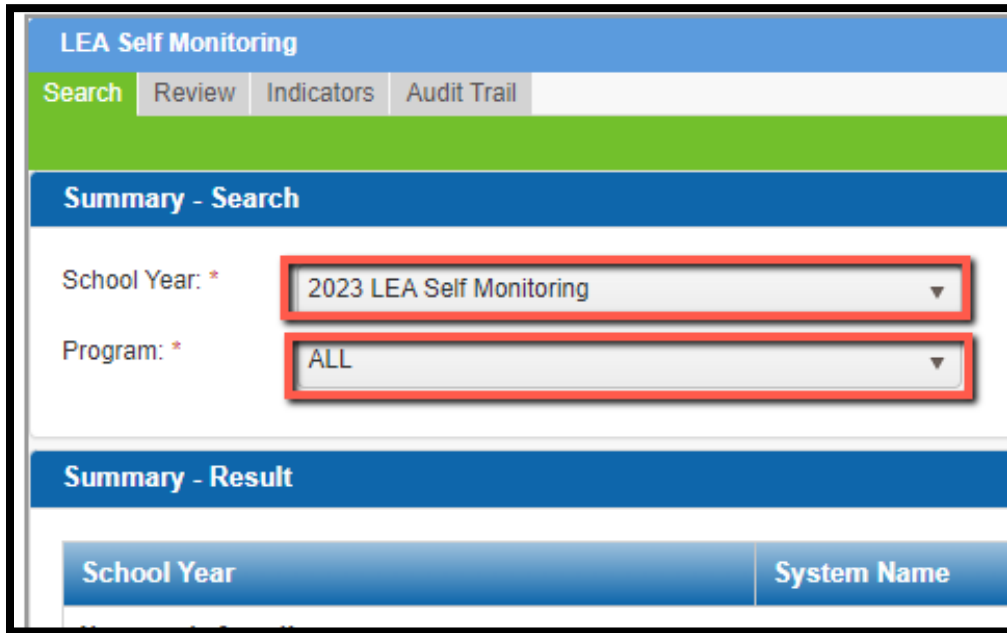 LEA Self Monitoring
Search Review Indicators Audit Trail
Summary - Search
School Year: * 2023 LEA Self Monitoring
Program: * ALL
Summary - Result
School Year System Name